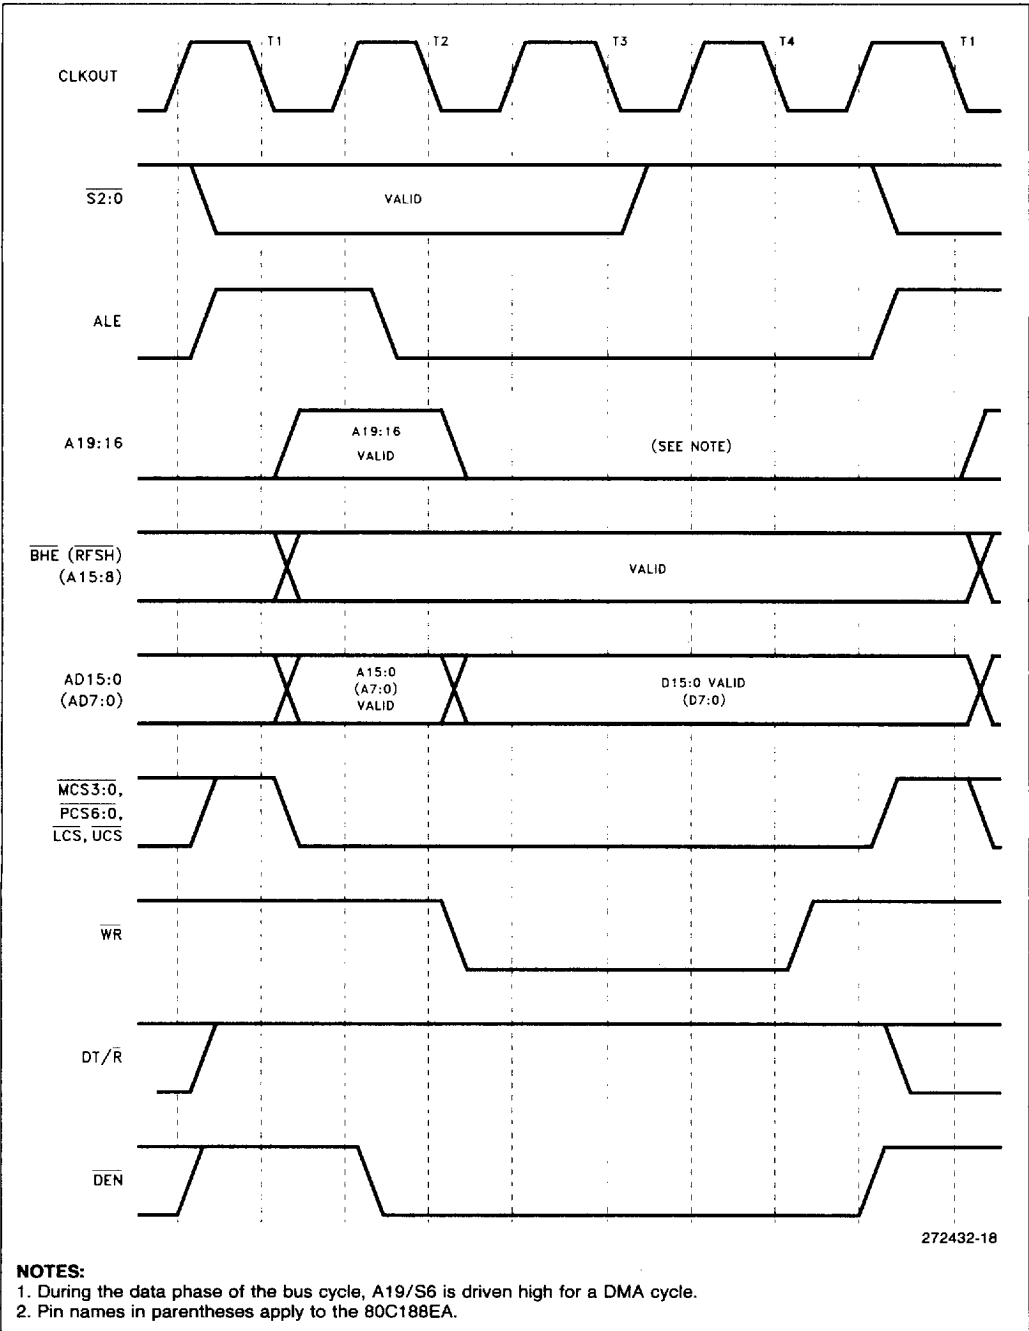 T1 T2 T3 T4 T1
CLKOUT
S2:0
VALID
ALE
A19:16
A19:16
VALID
(SEE NOTE)
BHE (RFSH)
(A15:8)
VALID
AD15:0
(AD7:0)
A15:0
(A7:0)
VALID
D15:0 VALID
(D7:0)
MCS3:0,
PCS6:0,
LCS, UCS
WR
DT/R
DEN
272432-18
NOTES:
1. During the data phase of the bus cycle, A19/S6 is driven high for a DMA cycle.
2. Pin names in parentheses apply to the 80C188EA.